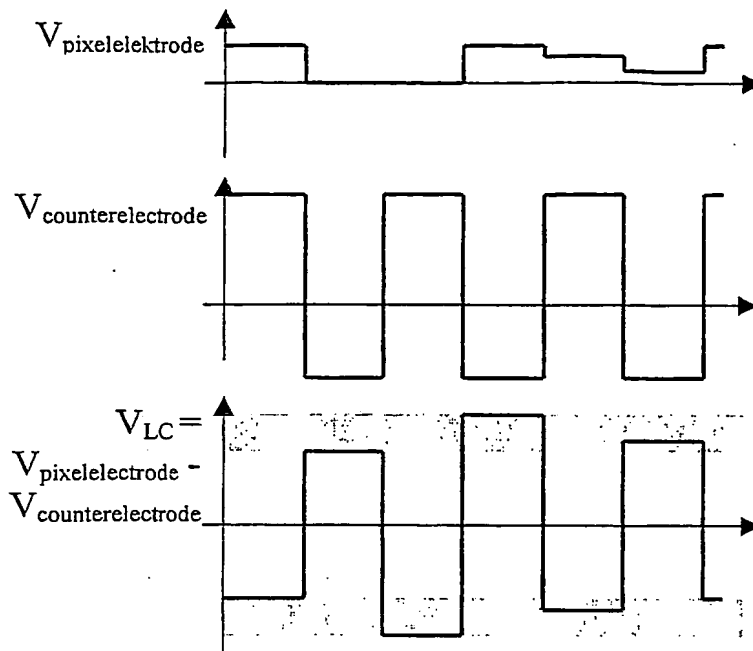 Vpixelelektrode
Vcounterelectrode
VLC=
Vpixelelectrode -
Vcounterelectrode